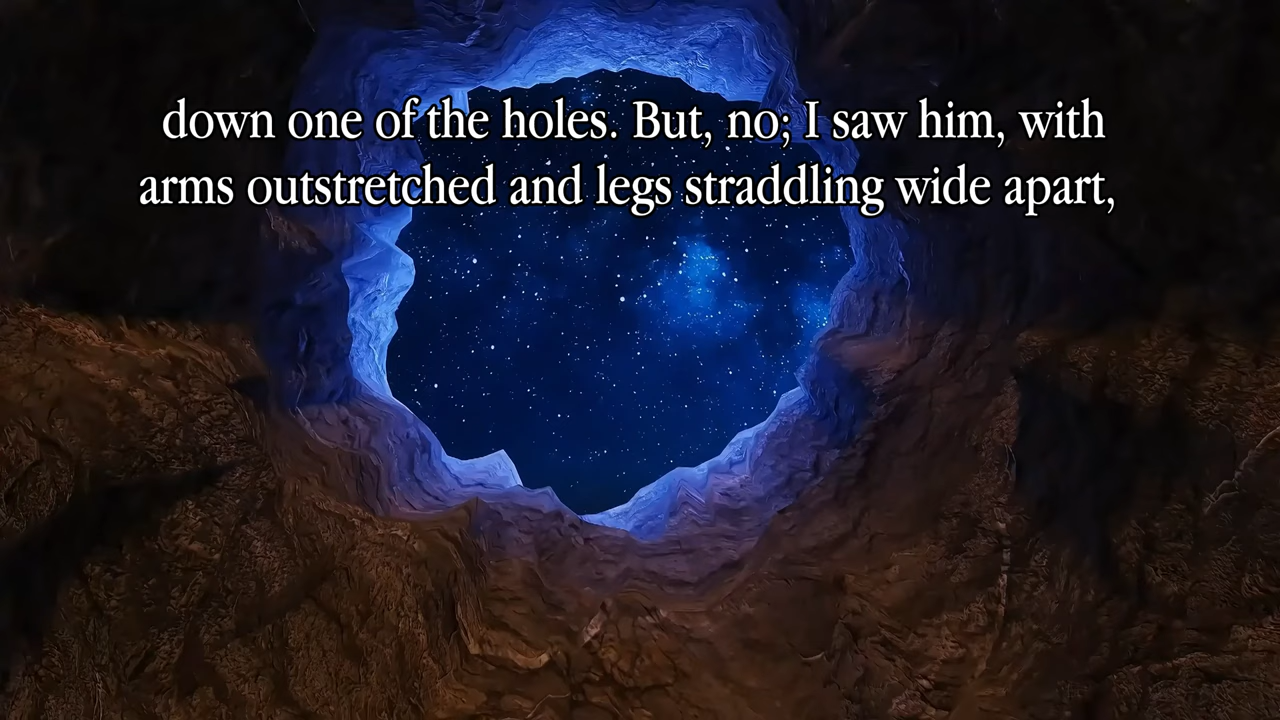 down one of the holes. But, no; I saw him, with
arms outstretched and legs straddling wide apart,